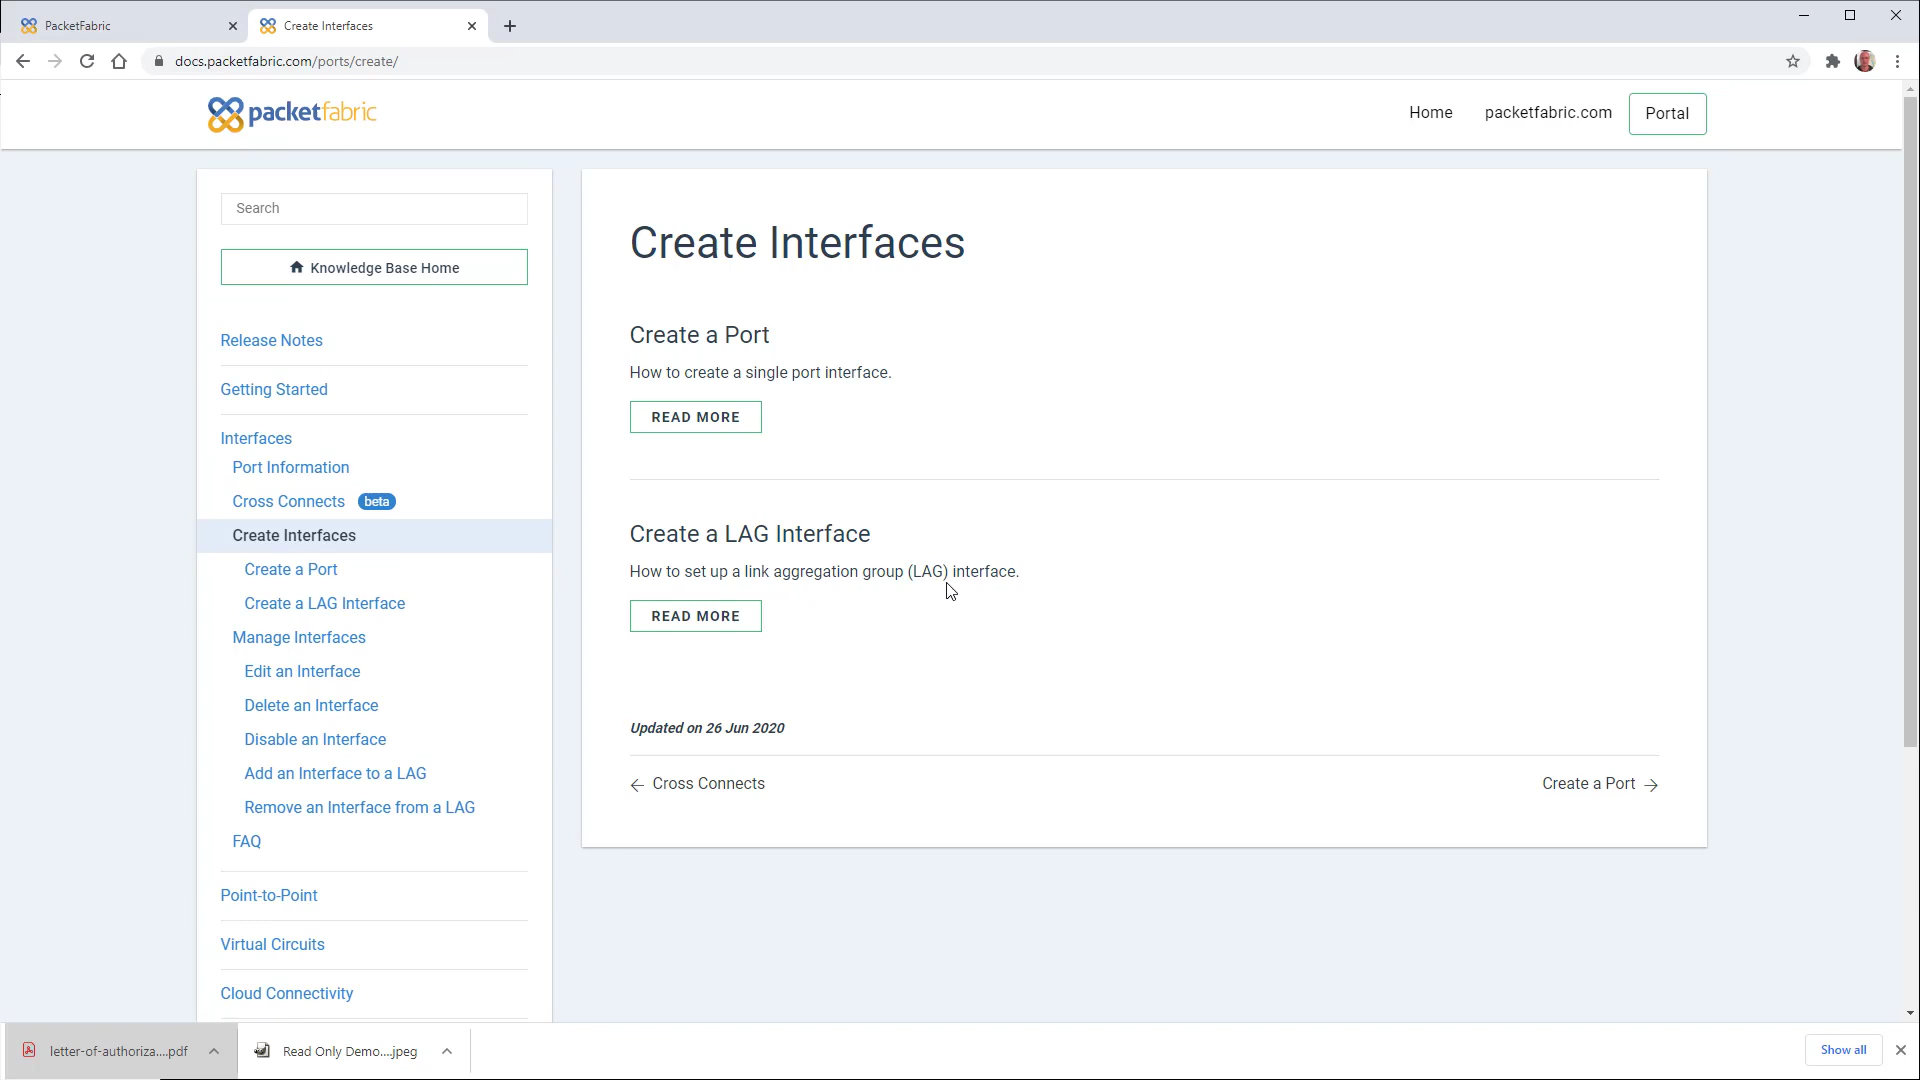 PacketFabric
Create Interfaces
docs.packetfabric.com/ports/create/
packetfabric
Home
packetfabric.com
Portal
Search
Knowledge Base Home
Release Notes
Getting Started
Interfaces
Port Information
Cross Connects beta
Create Interfaces
Create a Port
Create a LAG Interface
Manage Interfaces
Edit an Interface
Delete an Interface
Disable an Interface
Add an Interface to a LAG
Remove an Interface from a LAG
FAQ
Point-to-Point
Virtual Circuits
Cloud Connectivity
Create Interfaces
Create a Port
How to create a single port interface.
READ MORE
Create a LAG Interface
How to set up a link aggregation group (LAG) interface.
READ MORE
Updated on 26 Jun 2020
← Cross Connects
Create a Port →
letter-of-authoriza....pdf
Read Only Demo....jpeg
Show all